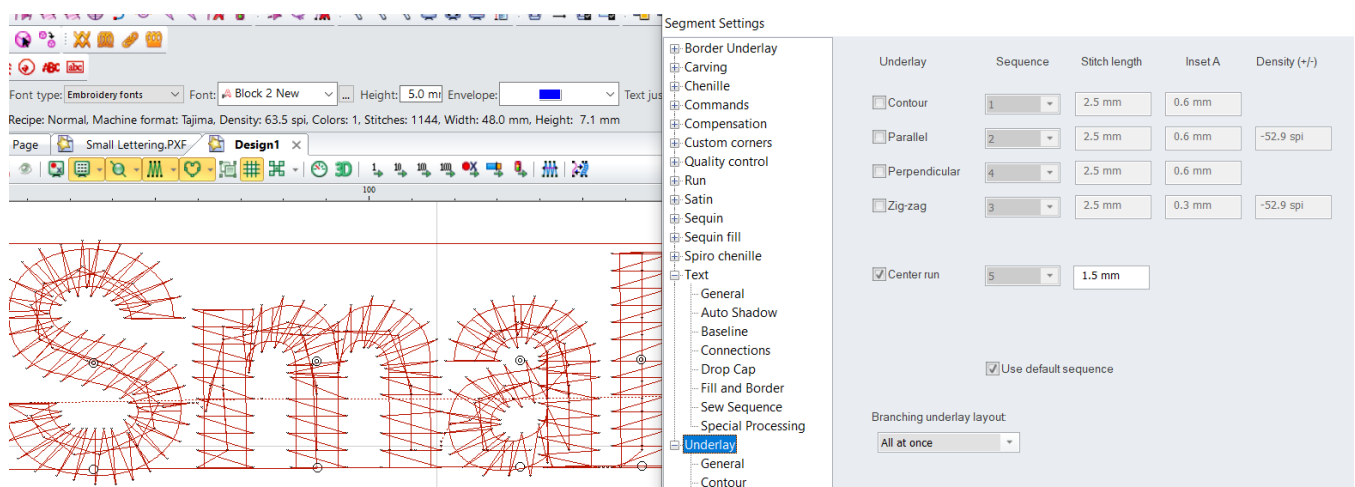 Segment Settings
ABC abc
Font type: Embroidery fonts Font: A Block 2 New ... Height: 5.0 m Envelope: Text jus
Recipe: Normal, Machine format: Tajima, Density: 63.5 spi, Colors: 1, Stitches: 1144, Width: 48.0 mm, Height: 7.1 mm
Page Small Lettering.PXF Design1
3D 1 10 100
100
Border Underlay
Carving
Chenille
Commands
Compensation
Custom corners
Quality control
Run
Satin
Sequin
Sequin fill
Spiro chenille
Text
General
Auto Shadow
Baseline
Connections
Drop Cap
Fill and Border
Sew Sequence
Special Processing
Underlay
General
Contour
Underlay Sequence Stitch length Inset A Density (+/-)
Contour 1 2.5 mm 0.6 mm
Parallel 2 2.5 mm 0.6 mm -52.9 spi
Perpendicular 4 2.5 mm 0.6 mm
Zig-zag 3 2.5 mm 0.3 mm -52.9 spi
Center run 5 1.5 mm
Use default sequence
Branching underlay layout:
All at once
Smal